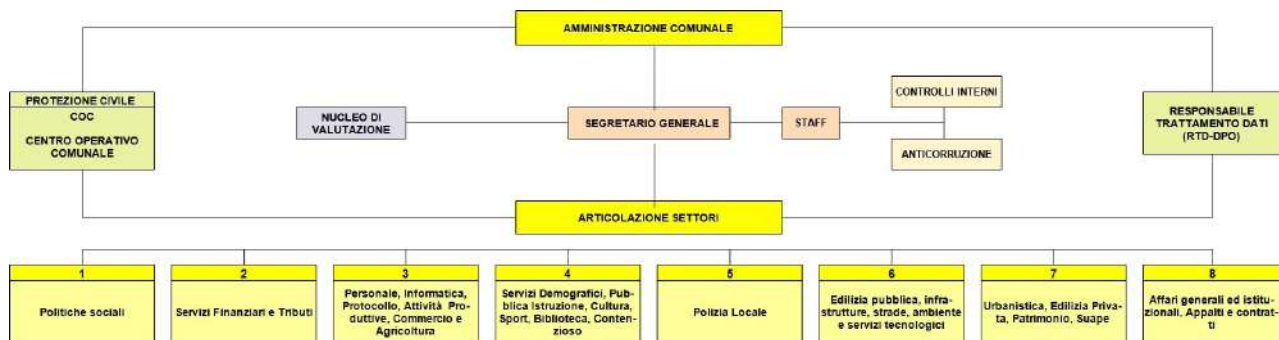 AMMINISTRAZIONE COMUNALE
PROTEZIONE CIVILE
COC
CENTRO OPERATIVO
COMUNALE
NUCLEO DI
VALUTAZIONE
SEGRETARIO GENERALE
STAFF
CONTROLLI INTERNI
ANTICORRUZIONE
RESPONSABILE
TRATTAMENTO DATI
(RTD-DPO)
ARTICOLAZIONE SETTORI
1
Politiche sociali
2
Servizi Finanziari e Tributi
3
Personale, Informatica,
Protocollo, Attività Pro-
duttive, Commercio e
Agricoltura
4
Servizi Demografici, Pub-
blica Istruzione, Cultura,
Sport, Biblioteca, Conten-
zioso
5
Polizia Locale
6
Edilizia pubblica, infra-
strutture, strade, ambiente
e servizi tecnologici
7
Urbanistica, Edilizia Priva-
ta, Patrimonio, Suape
8
Affari generali ed istitu-
zionali, Appalti e contrat-
ti